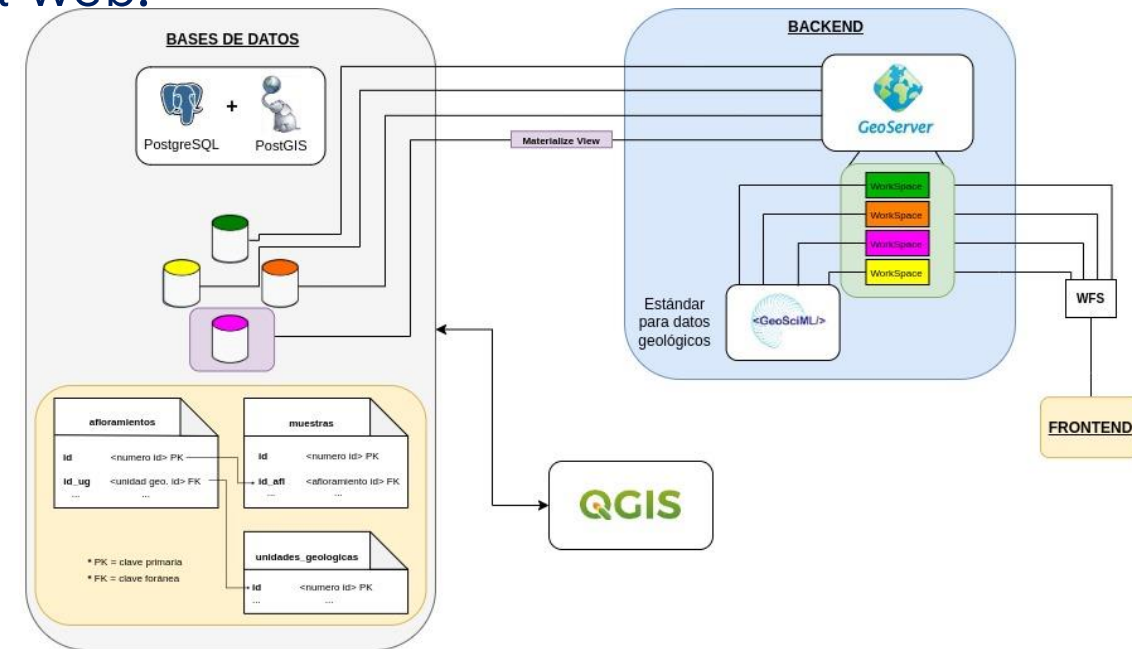 web.
BASES DE DATOS
PostgreSQL
+
PostGIS
Materialize View
afloramientos
id <numero id> PK
id_ug <unidad geo. id> FK
... ...
muestras
id <numero id> PK
id_afl <afloramiento id> FK
... ...
* PK = clave primaria
* FK = clave foránea
unidades_geologicas
id <numero id> PK
... ...
QGIS
BACKEND
GeoServer
WorkSpace
WorkSpace
WorkSpace
WorkSpace
Estándar
para datos
geológicos
<GeoSciML/>
WFS
FRONTEND